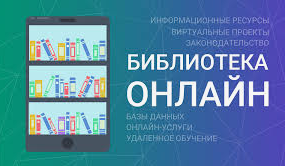 ИНФОРМАЦИОННЫЕ РЕСУРСЫ
ВИРТУАЛЬНЫЕ ПРОЕКТЫ
ЗАКОНОДАТЕЛЬСТВО
БИБЛИОТЕКА
ОНЛАЙН
БАЗЫ ДАННЫХ
ОНЛАЙН-УСЛУГИ
УДАЛЕННОЕ ОБУЧЕНИЕ